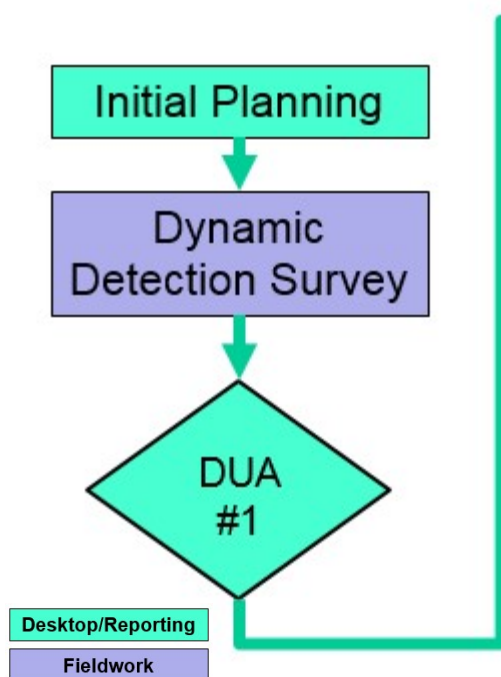 Initial Planning
Dynamic
Detection Survey
DUA
#1
Desktop/Reporting
Fieldwork